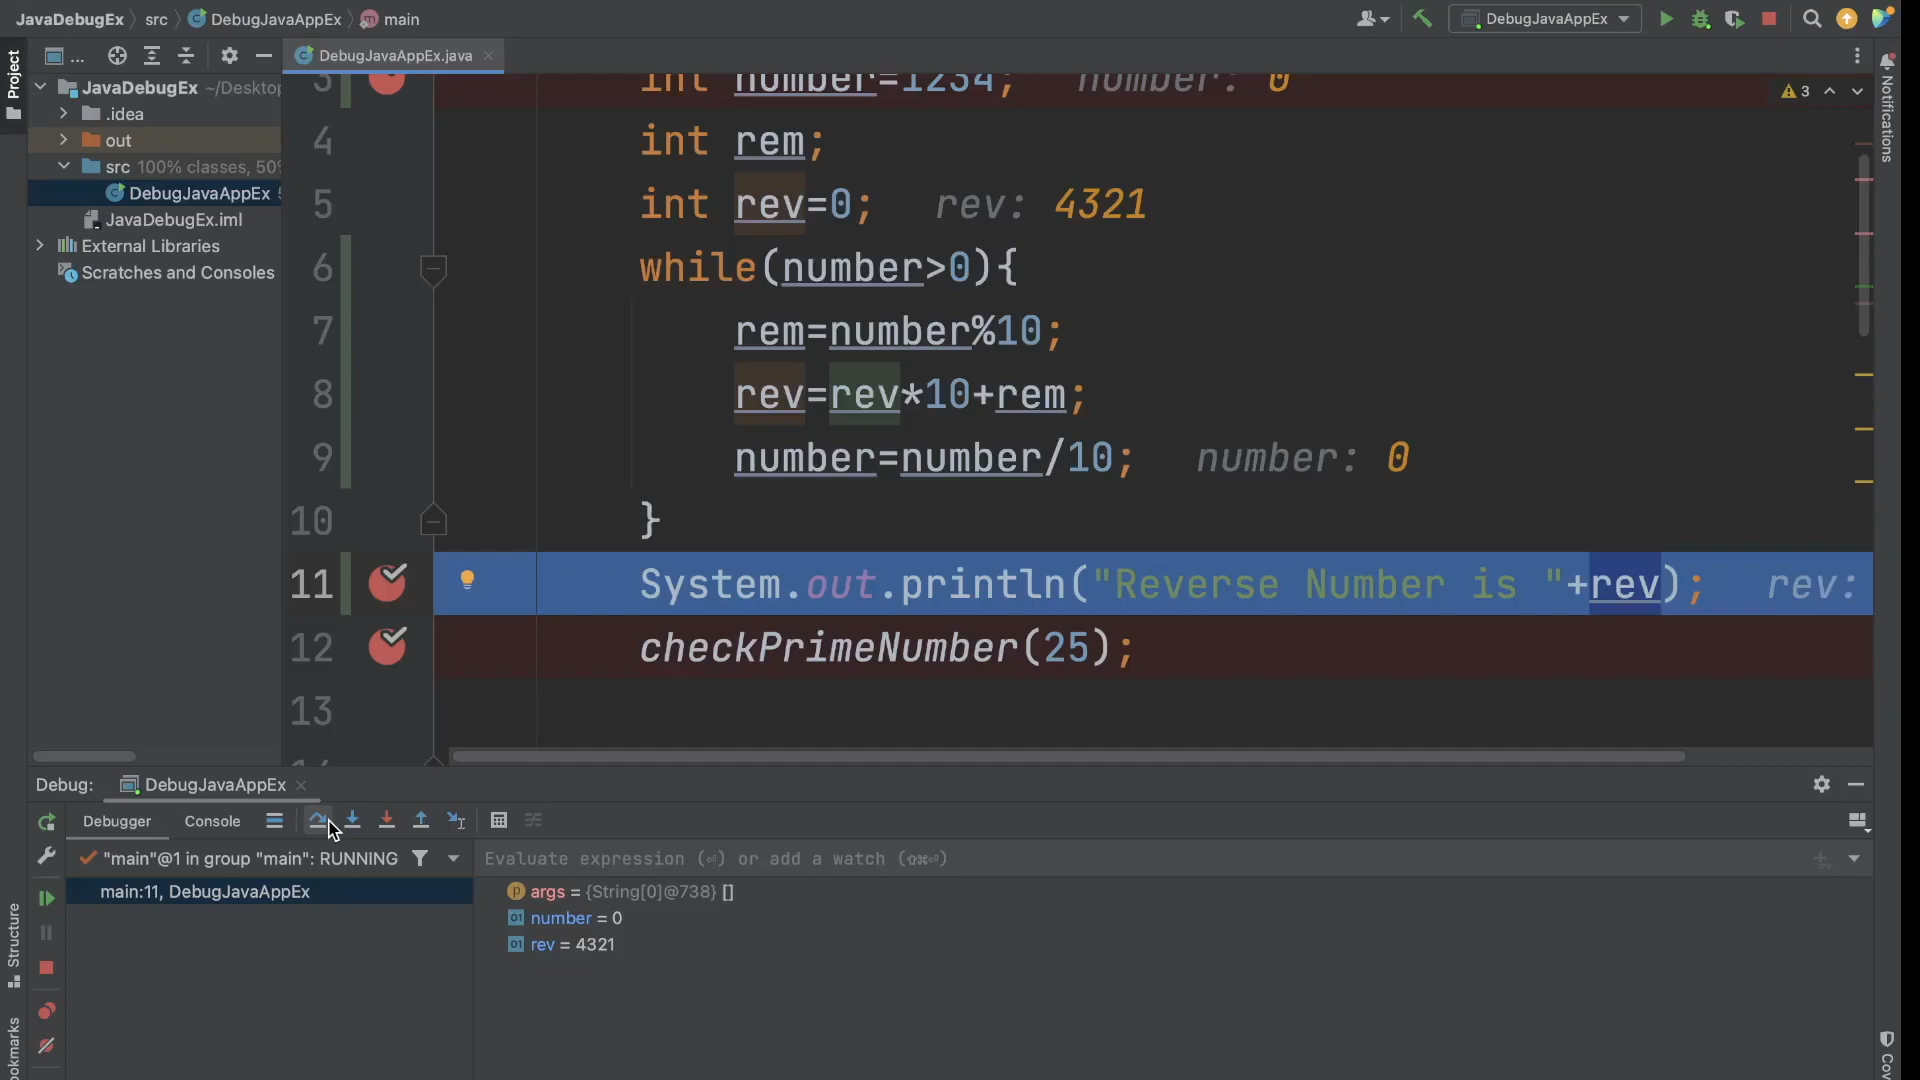 JavaDebugEx src DebugJavaAppEx main
DebugJavaAppEx
Project
...
DebugJavaAppEx.java
JavaDebugEx ~/Desktop
.idea
out
src 100% classes, 50%
DebugJavaAppEx
JavaDebugEx.iml
External Libraries
Scratches and Consoles
3 int number=1234; number: 0
4 int rem;
5 int rev=0; rev: 4321
6 while(number>0){
7 rem=number%10;
8 rev=rev*10+rem;
9 number=number/10; number: 0
10 }
11 System.out.println("Reverse Number is "+rev); rev:
12 checkPrimeNumber(25);
13
3
Notifications
Debug: DebugJavaAppEx
Debugger Console
"main"@1 in group "main": RUNNING
Evaluate expression (⏎) or add a watch (⇧⌘⏎)
main:11, DebugJavaAppEx
args = {String[0]@738} []
number = 0
rev = 4321
Structure
ookmarks
Cov